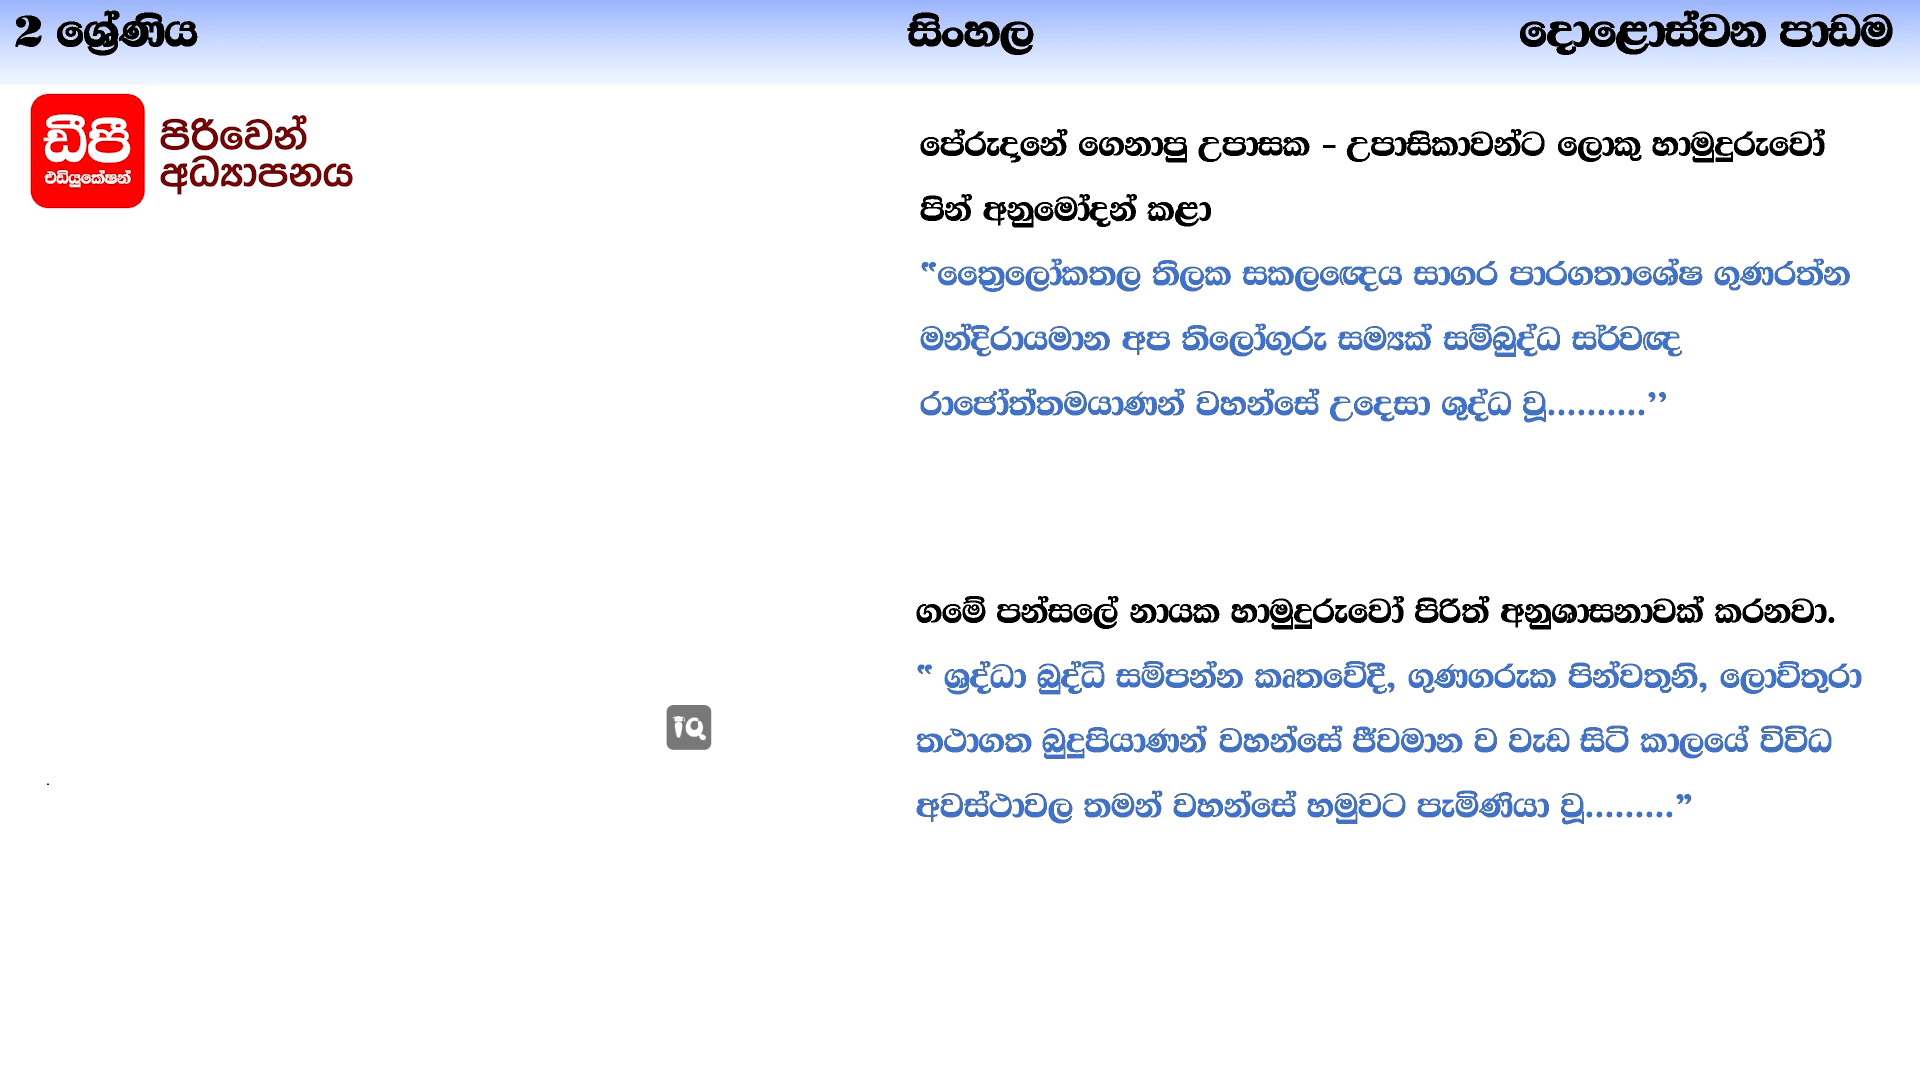 2 ශ්‍රේණිය
සිංහල
දොළොස්වන පාඩම
ඩීපී
එඩියුකේෂන්
පිරිවෙන්
අධ්‍යාපනය
පේරුදානේ ගෙනාපු උපාසක - උපාසිකාවන්ට ලොකු හාමුදුරුවෝ
පින් අනුමෝදන් කළා
“ත්‍රෛලෝකතල තිලක සකලඥෙය සාගර පාරගතාශේෂ ගුණරත්න
මන්දිරායමාන අප තිලෝගුරු සම්‍යක් සම්බුද්ධ සර්වඥ
රාජෝත්තමයාණන් වහන්සේ උදෙසා ශුද්ධ වූ..........’’
ගමේ පන්සලේ නායක හාමුදුරුවෝ පිරිත් අනුශාසනාවක් කරනවා.
“ ශ්‍රද්ධා බුද්ධි සම්පන්න කෘතවේදී, ගුණගරුක පින්වතුනි, ලොව්තුරා
තථාගත බුදුපියාණන් වහන්සේ ජීවමාන ව වැඩ සිටි කාලයේ විවිධ
අවස්ථාවල තමන් වහන්සේ හමුවට පැමිණියා වූ.........”
iQ